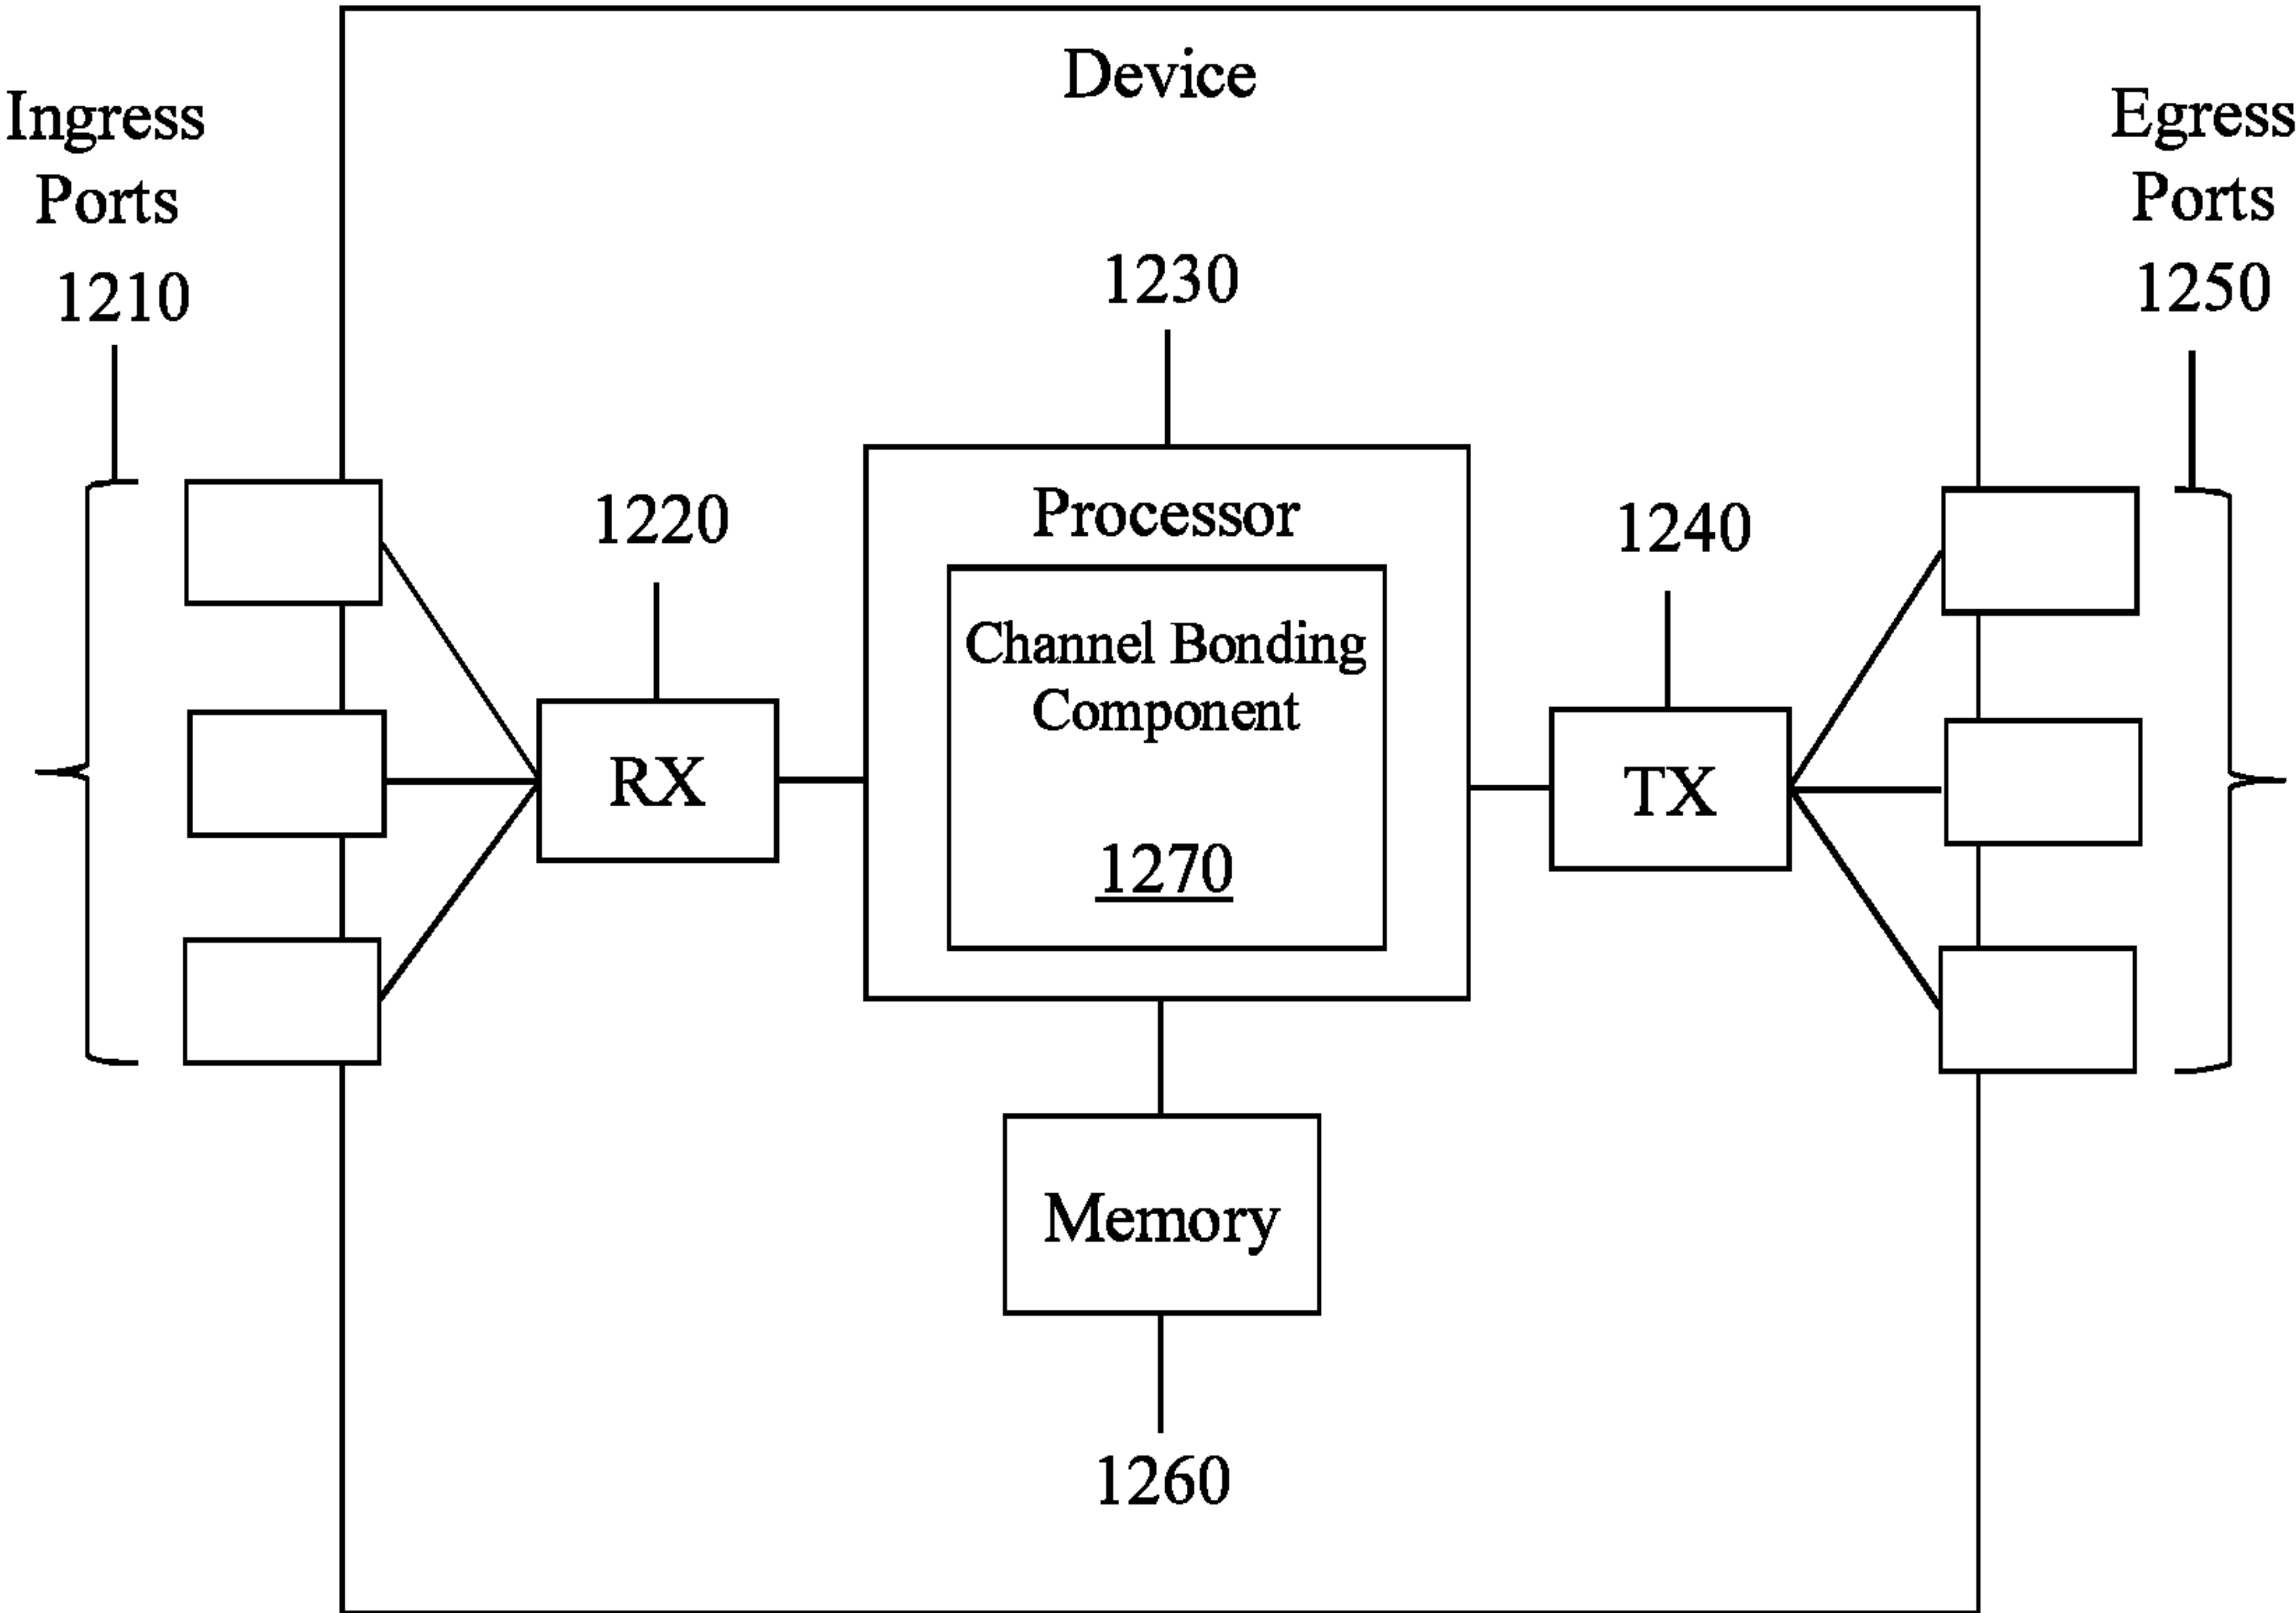 Device
Ingress
Ports
1210
Egress
Ports
1250
1230
1220
Processor
1240
Channel Bonding
Component
1270
RX
TX
Memory
1260